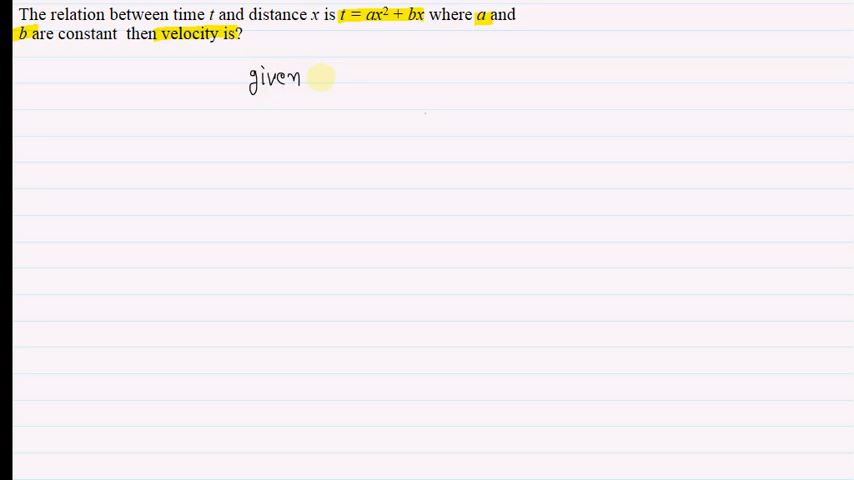 The relation between time t and distance x is t = ax² + bx where a and
b are constant then velocity is?
given